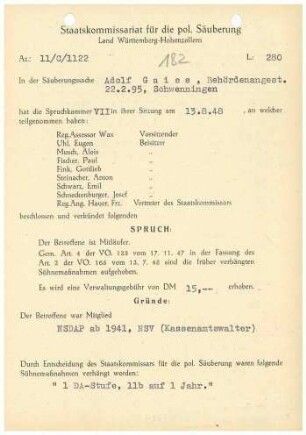 Staatskommissariat für die pol. Säuberung
Land Württemberg-Hohenzollern
Az.: 11/C/1122 182 L: 280
In der Säuberungssache Adolf Gaiss, Behördenangest.
22.2.95, Schwenningen
hat die Spruchkammer VII in ihrer Sitzung am 13.8.48, an welcher
teilgenommen haben:
Reg.Assessor Wax Vorsitzender
Uhl, Eugen Beisitzer
Munsch, Alois "
Fischer, Paul "
Fink, Gottlieb "
Steinacher, Anton "
Schwarz, Emil "
Schneckenburger, Josef "
Reg.Ang. Hauer, Frz. Vertreter des Staatskommissars
beschlossen und verkündet folgenden
SPRUCH:
Der Betroffene ist Mitläufer.
Gem. Art. 4 der VO. 133 vom 17. 11. 47 in der Fassung des
Art. 2 der VO. 165 vom 13. 7. 48 sind die früher verhängten
Sühnemaßnahmen aufgehoben.
Es wird eine Verwaltungsgebühr von DM 15,-- erhoben.
Gründe:
Der Betroffene war Mitglied
NSDAP ab 1941, NSV (Kassenamtswalter)
Durch Entscheidung des Staatskommissars für die pol. Säuberung waren folgende
Sühnemaßnahmen verhängt worden:
" 1 DA-Stufe, 11b auf 1 Jahr."